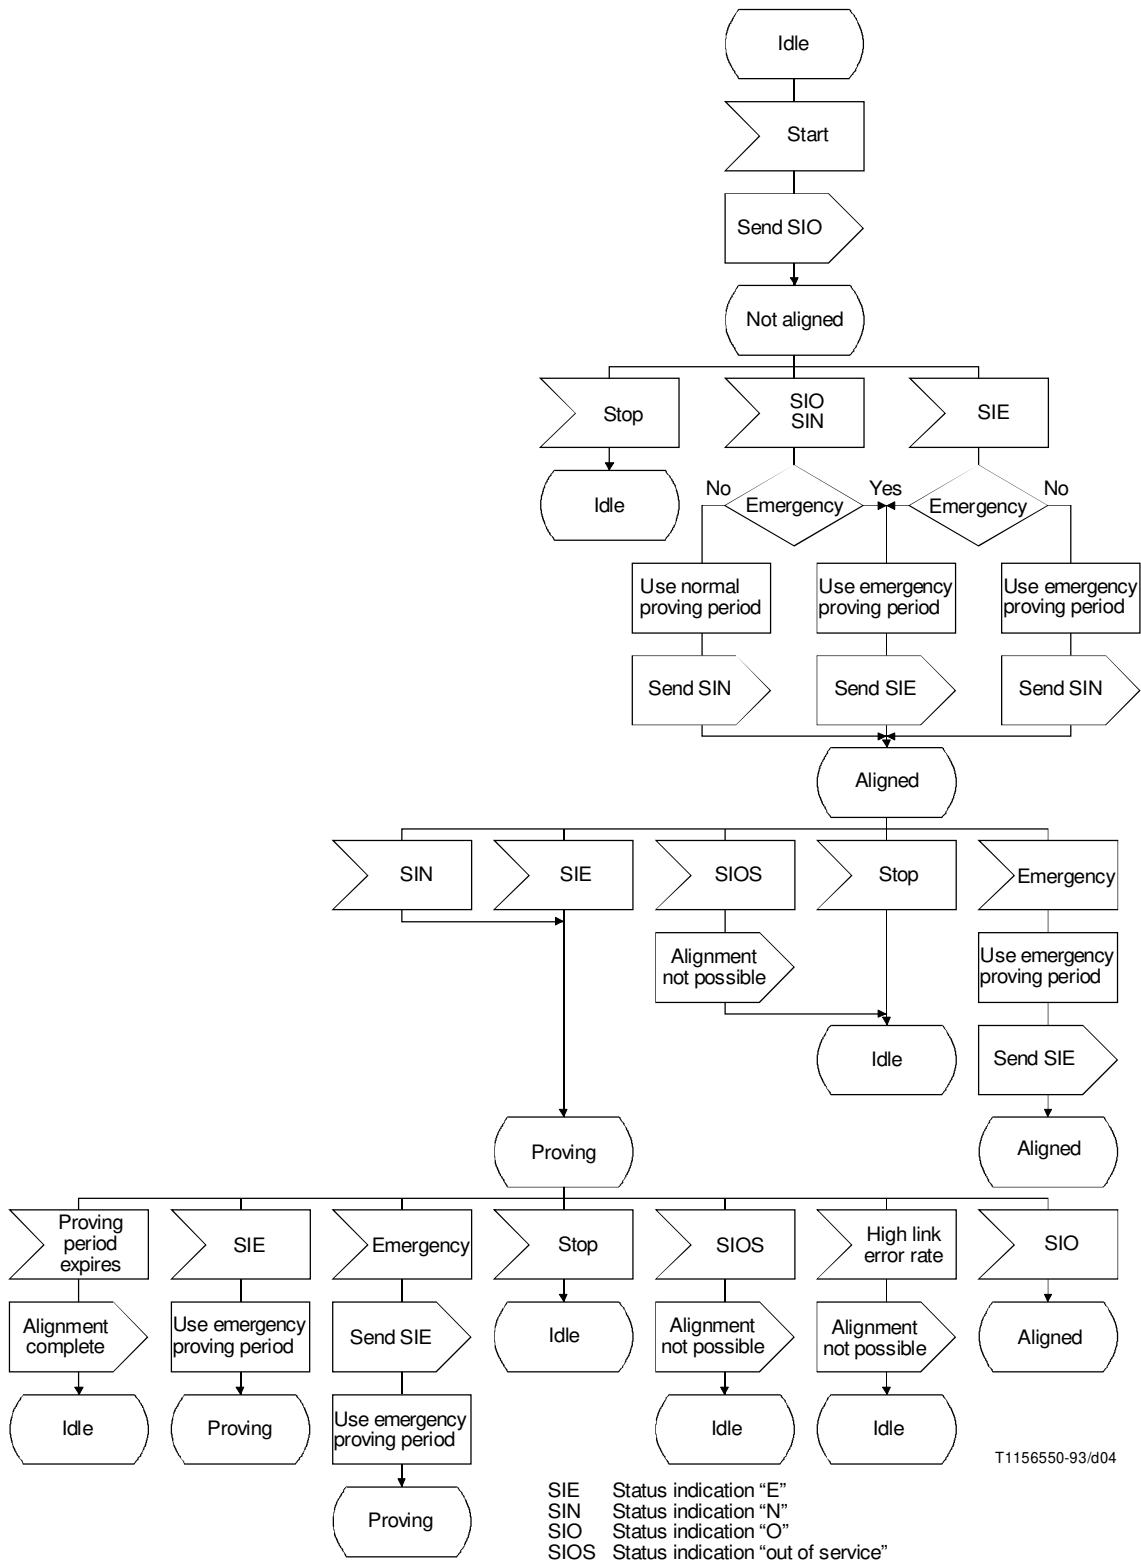 Idle
Start
Send SIO
Not aligned
Stop
SIO
SIN
SIE
Idle
No
Emergency
Yes
Emergency
No
Use normal
proving period
Use emergency
proving period
Use emergency
proving period
Send SIN
Send SIE
Send SIN
Aligned
SIN
SIE
SIOS
Stop
Emergency
Alignment
not possible
Use emergency
proving period
Idle
Send SIE
Proving
Aligned
Proving
period
expires
SIE
Emergency
Stop
SIOS
High link
error rate
SIO
Alignment
complete
Use emergency
proving period
Send SIE
Idle
Alignment
not possible
Alignment
not possible
Aligned
Idle
Proving
Use emergency
proving period
Idle
Idle
T1156550-93/d04
Proving
SIE Status indication “E”
SIN Status indication “N”
SIO Status indication “O”
SIOS Status indication “out of service”